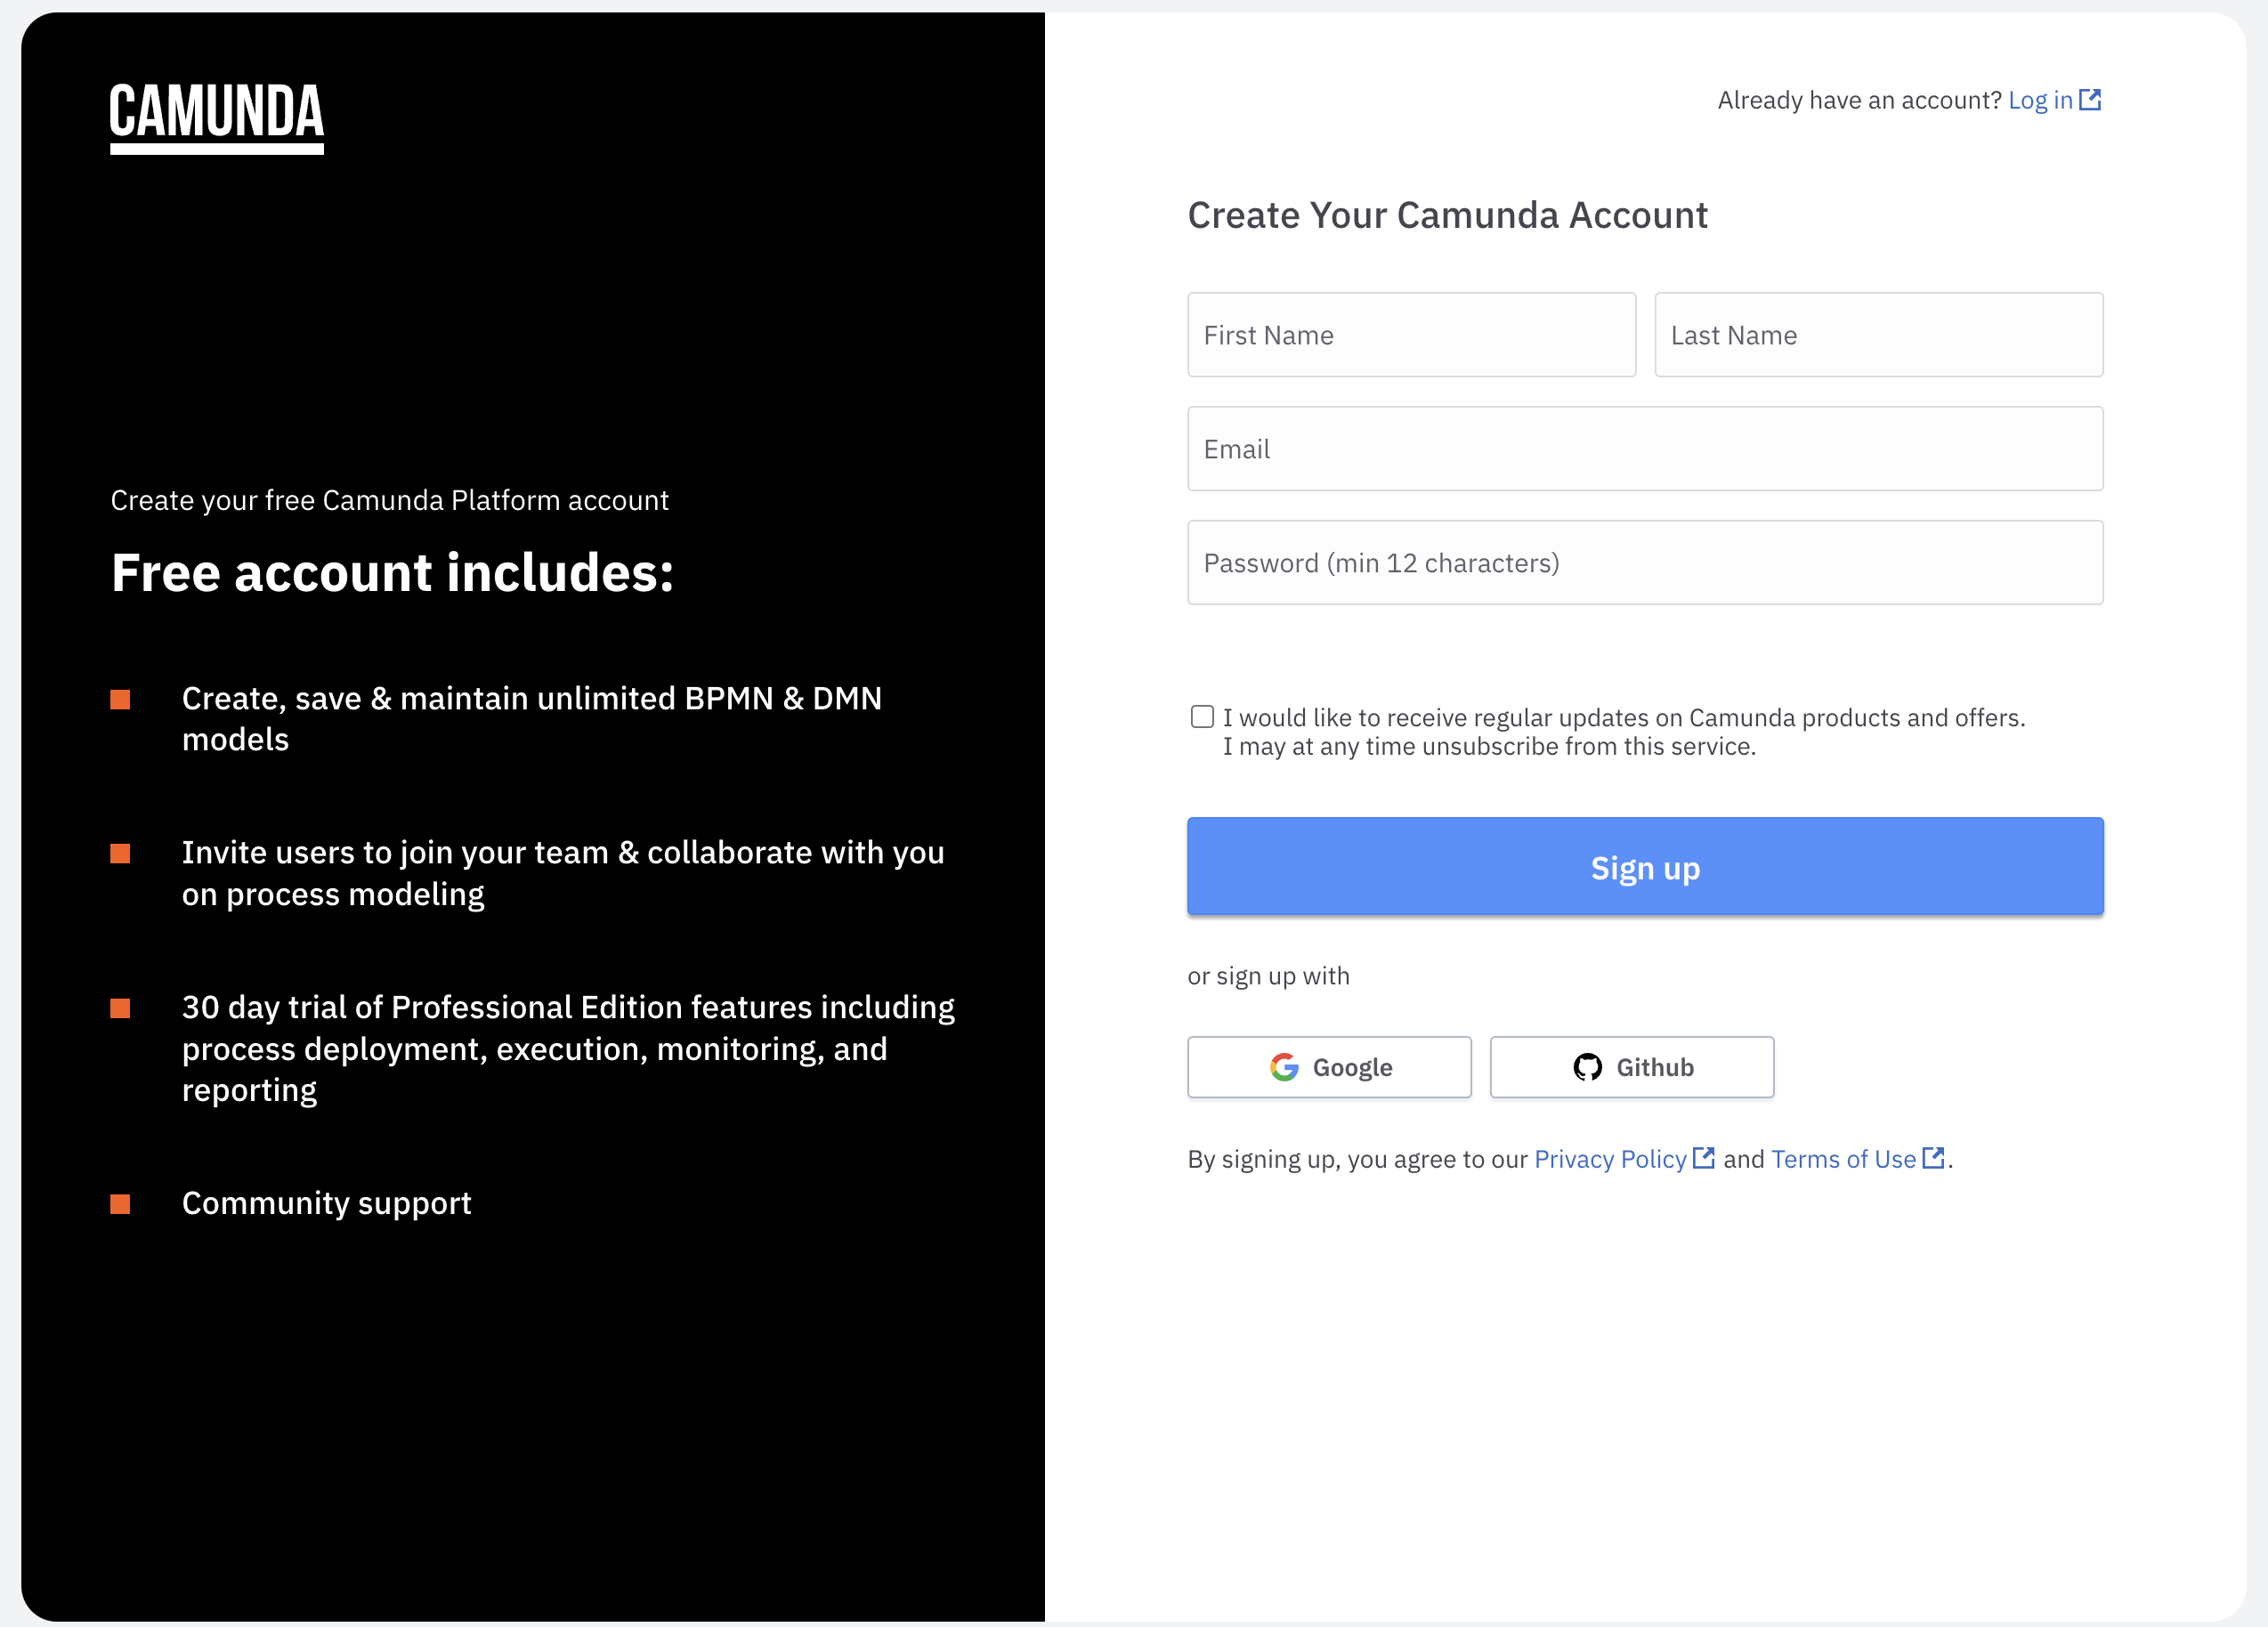 CAMUNDA
Create your free Camunda Platform account
Free account includes:
Create, save & maintain unlimited BPMN & DMN
models
Invite users to join your team & collaborate with you
on process modeling
30 day trial of Professional Edition features including
process deployment, execution, monitoring, and
reporting
Community support
Already have an account? Log in
Create Your Camunda Account
First Name
Last Name
Email
Password (min 12 characters)
I would like to receive regular updates on Camunda products and offers.
I may at any time unsubscribe from this service.
Sign up
or sign up with
Google
Github
By signing up, you agree to our Privacy Policy and Terms of Use.